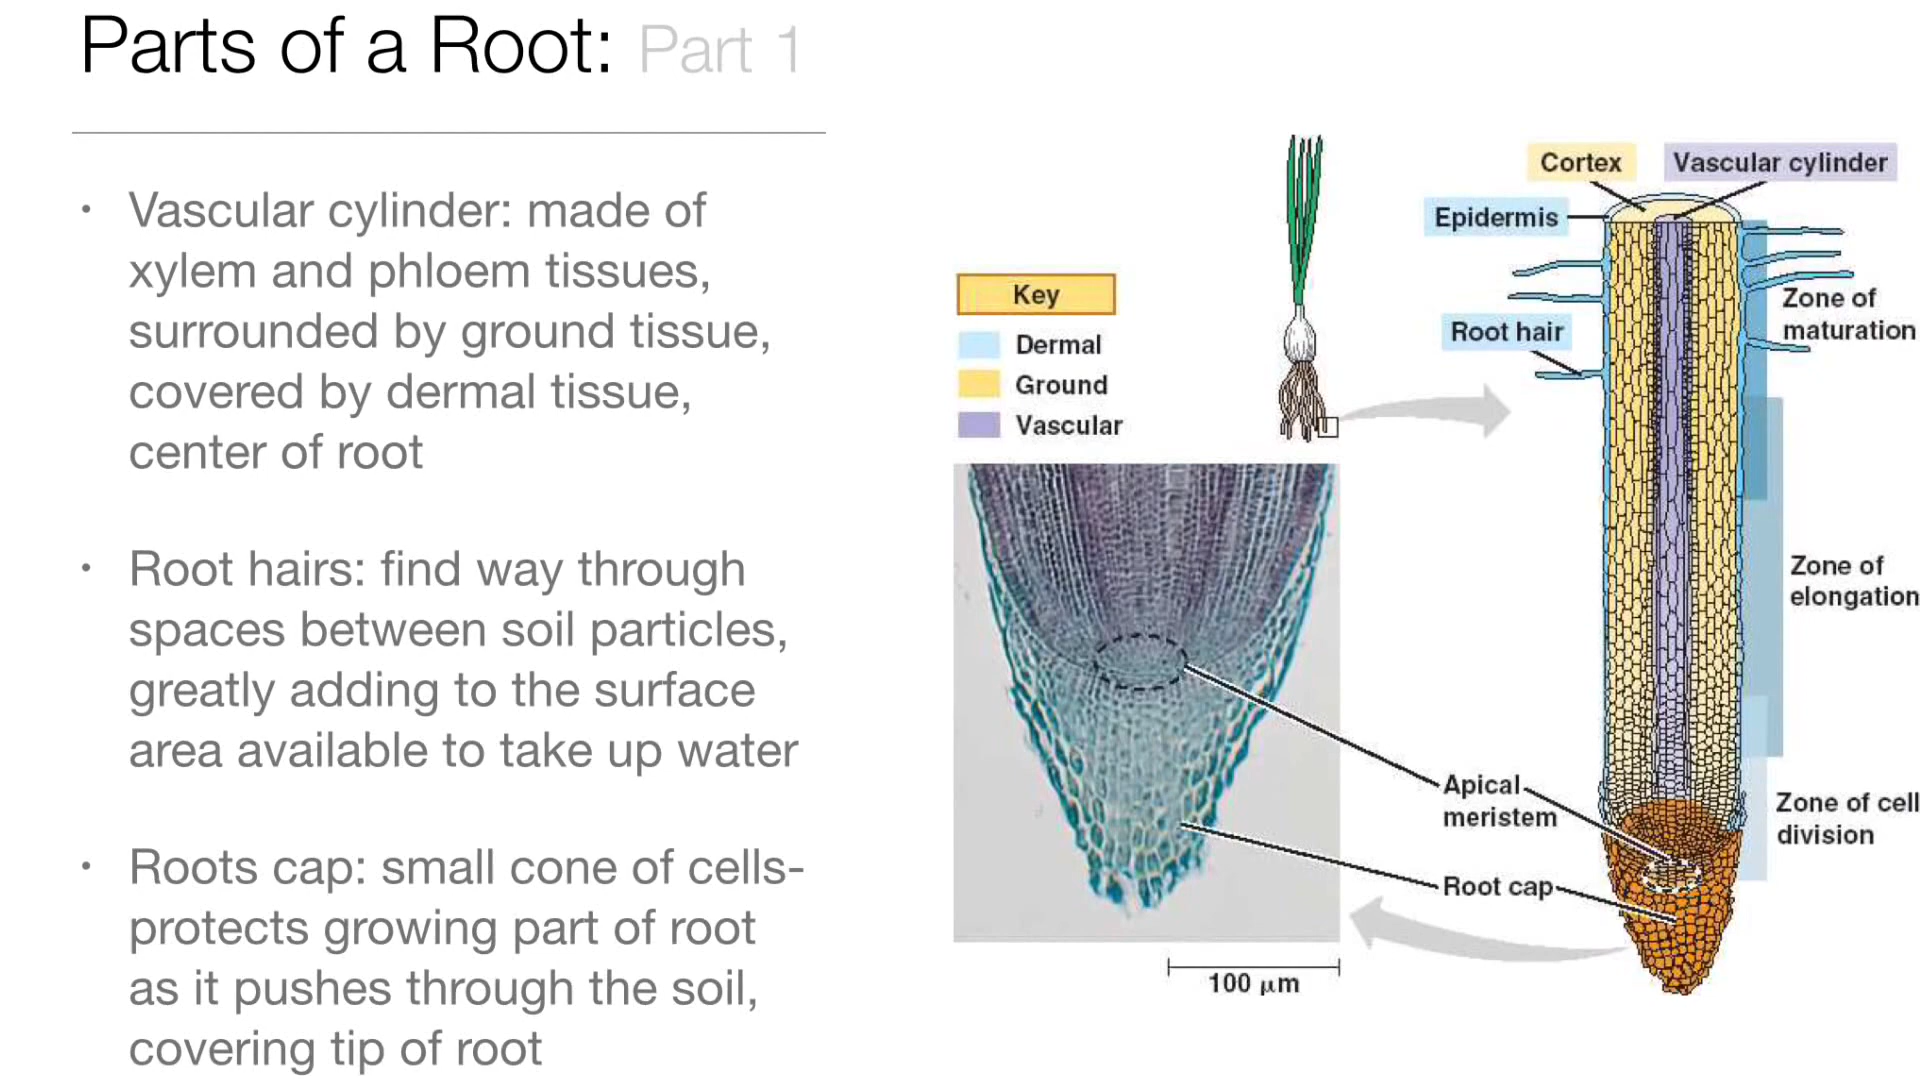 Parts of a Root: Part 1
• Vascular cylinder: made of
xylem and phloem tissues,
surrounded by ground tissue,
covered by dermal tissue,
center of root
• Root hairs: find way through
spaces between soil particles,
greatly adding to the surface
area available to take up water
• Roots cap: small cone of cells-
protects growing part of root
as it pushes through the soil,
covering tip of root
Key
Dermal
Ground
Vascular
Cortex
Vascular cylinder
Epidermis
Root hair
Zone of
maturation
Zone of
elongation
Zone of cell
division
Apical
meristem
Root cap
100 μm